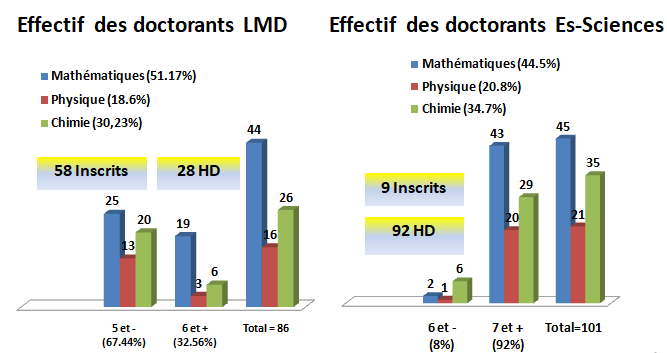 Effectif des doctorants LMD
Mathématiques (51.17%)
Physique (18.6%)
Chimie (30,23%)
58 Inscrits
28 HD
25
13
20
19
3
6
44
16
26
5 et -
(67.44%)
6 et +
(32.56%)
Total = 86
Effectif des doctorants Es-Sciences
Mathématiques (44.5%)
Physique (20.8%)
Chimie (34.7%)
9 Inscrits
92 HD
2
1
6
43
20
29
45
21
35
6 et -
(8%)
7 et +
(92%)
Total=101